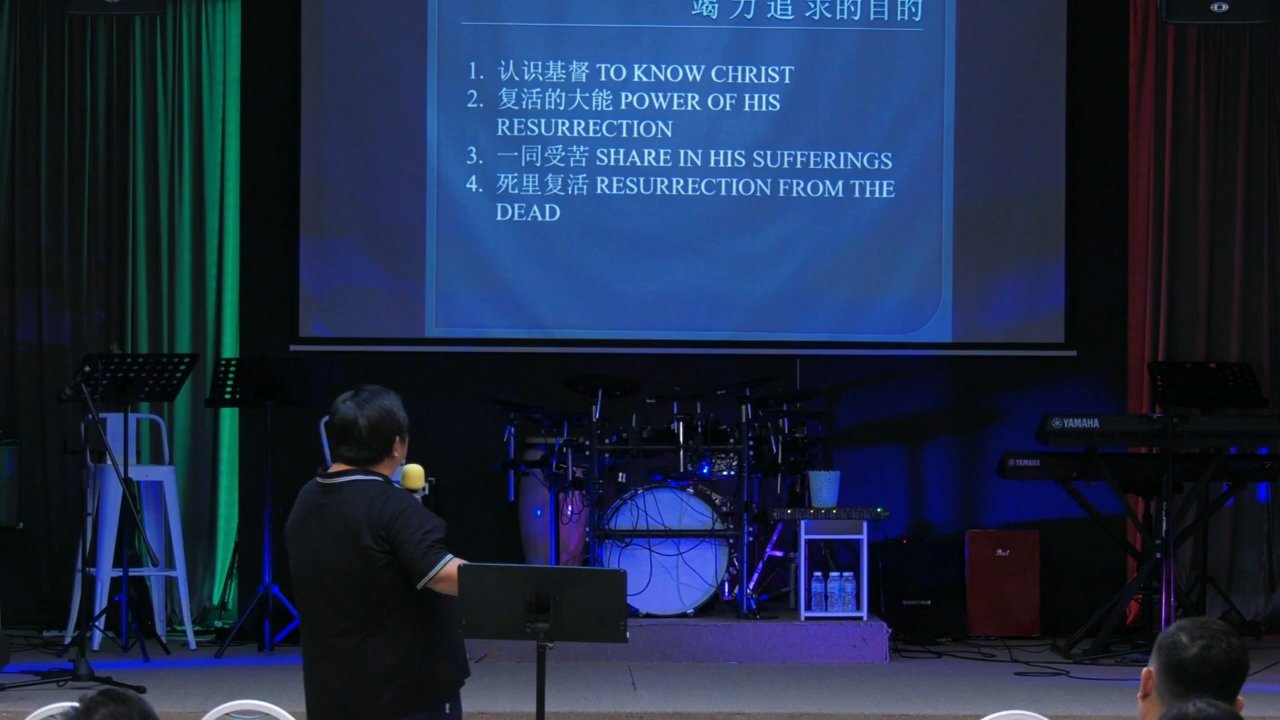 竭力追求的目的
1. 认识基督 TO KNOW CHRIST
2. 复活的大能 POWER OF HIS
RESURRECTION
3. 一同受苦 SHARE IN HIS SUFFERINGS
4. 死里复活 RESURRECTION FROM THE
DEAD
YAMAHA
YAMAHA